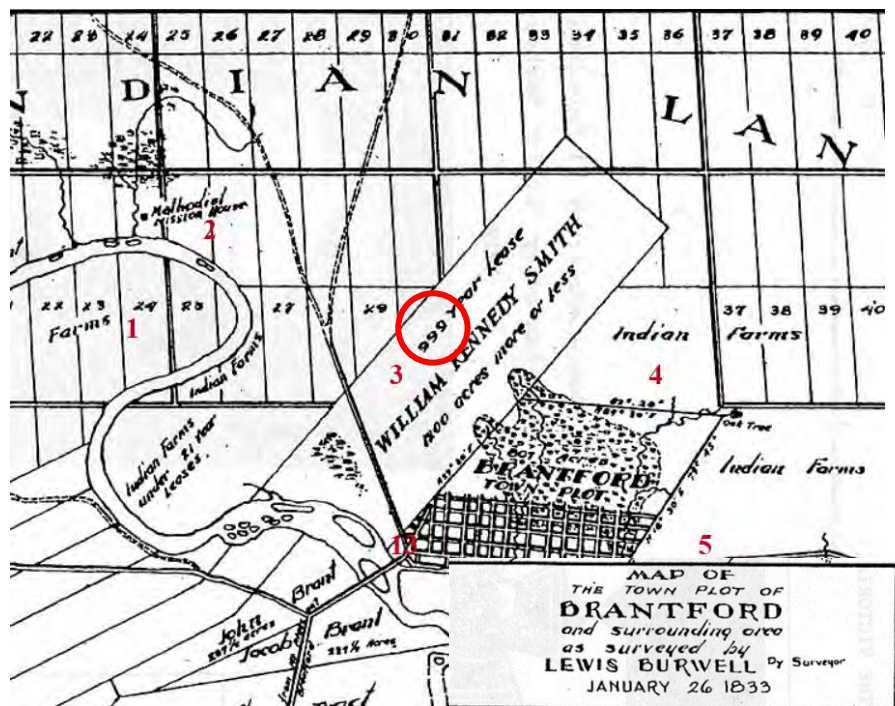 22 23 24 25 26 27 28 29 30 31 32 33 34 35 36 37 38 39 40
D I A N L A N
Methodist
Mission House
2
999 Year Lease
WILLIAM KENNEDY SMITH
1400 acres more or less
22 23 24 25 27 29 37 38 39 40
Farms
1
Indian Farms
3
Indian Farms
4
Oak Tree
Indian Farms
under 21 Year
Leases.
BRANTFORD
TOWN PLOT
Indian Farms
13
5
John Brant
Jacob Brant
MAP OF
THE TOWN PLOT OF
BRANTFORD
and surrounding area
as surveyed by
LEWIS BURWELL Dy Surveyor
JANUARY 26 1833